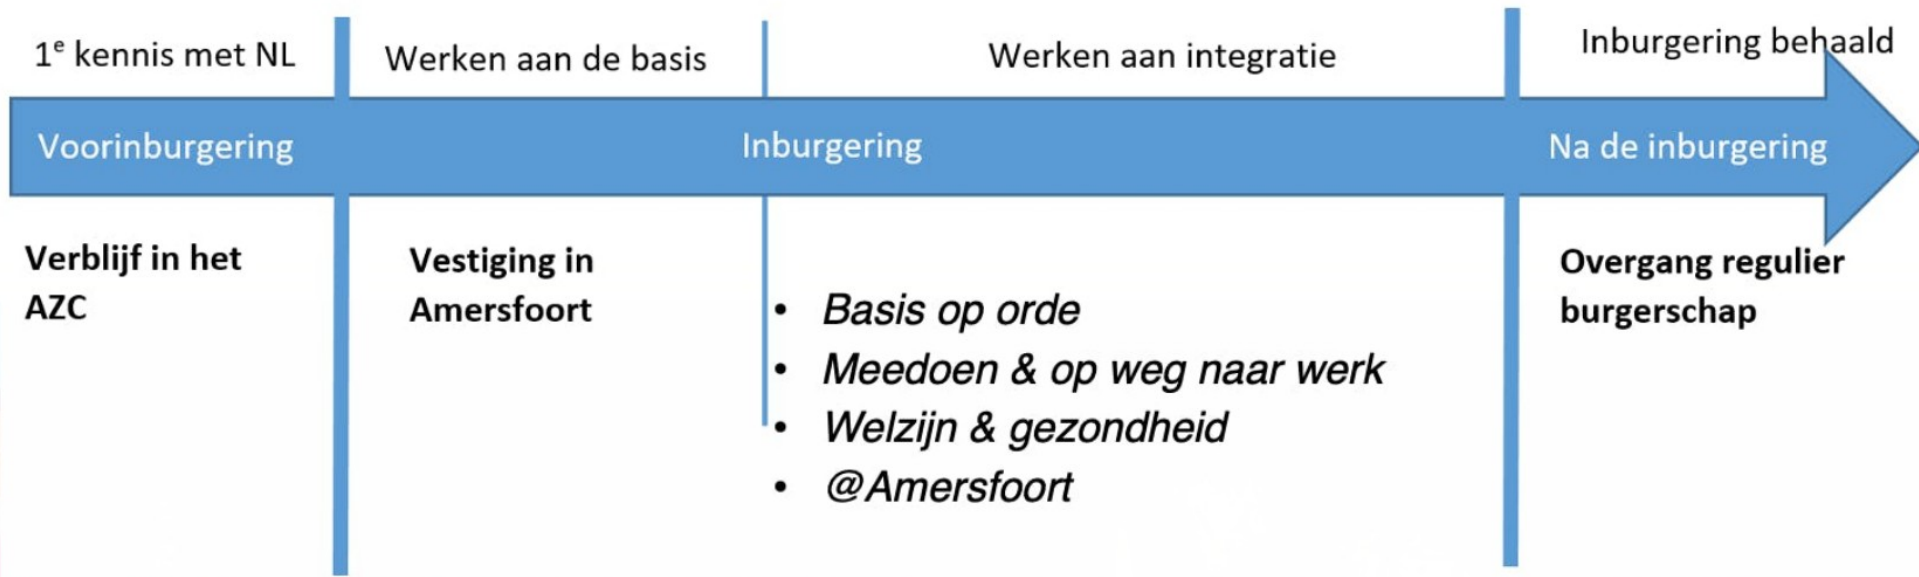 1e kennis met NL
Werken aan de basis
Werken aan integratie
Inburgering behaald
Voorinburgering
Inburgering
Na de inburgering
Verblijf in het
AZC
Vestiging in
Amersfoort
• Basis op orde
• Meedoen & op weg naar werk
• Welzijn & gezondheid
• @Amersfoort
Overgang regulier
burgerschap